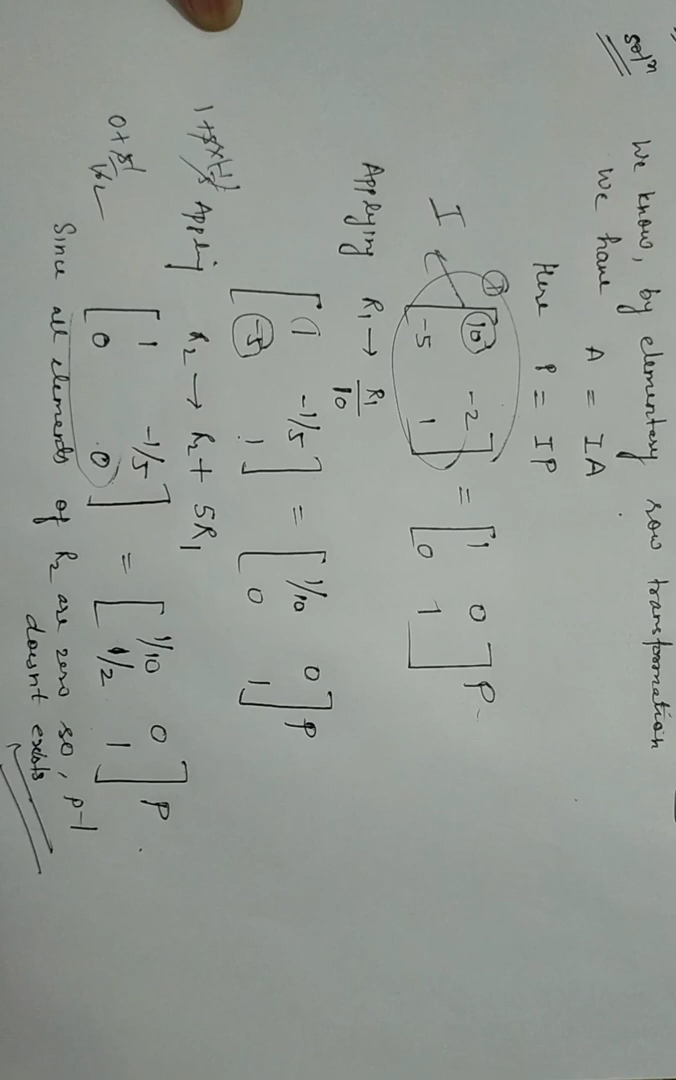 solⁿ
We know, by elementary row transformation
We have A = IA
Here P = IP
I
1
[10 -2
-5 1] = [1 0
0 1] P
Applying R₁ → R₁/10
[1 -1/5
-5 1] = [1/10 0
0 1] P
Appling R₂ → R₂ + 5R₁
[1 -1/5
0 0] = [1/10 0
1/2 1] P
Since all elements of R₂ are zero so, P-1
doesn't exists